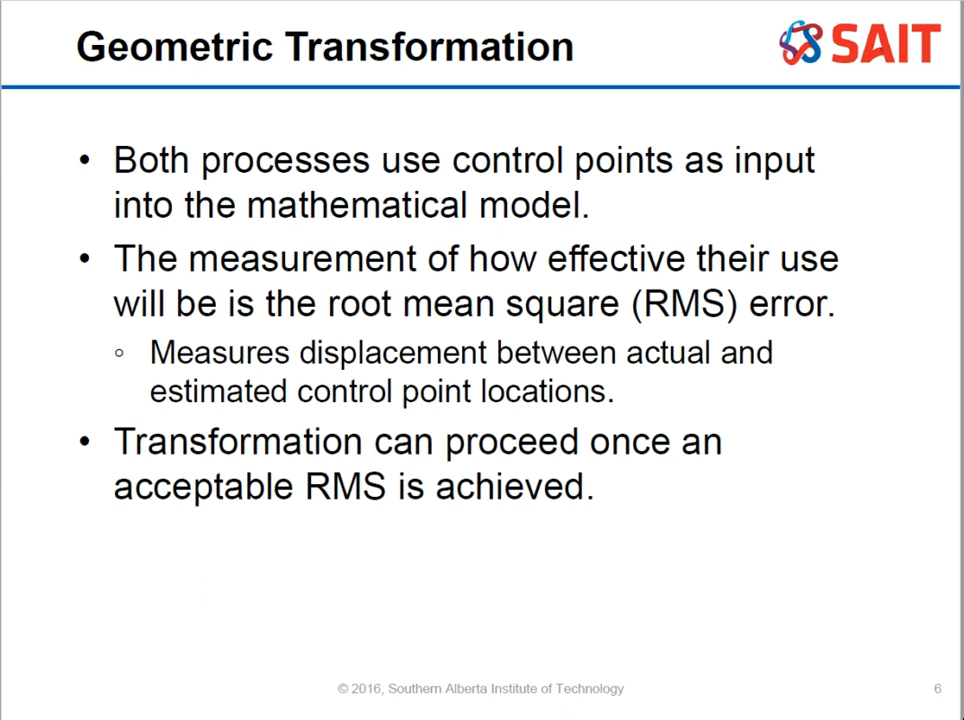 Geometric Transformation
SAIT
• Both processes use control points as input
into the mathematical model.
• The measurement of how effective their use
will be is the root mean square (RMS) error.
◦ Measures displacement between actual and
estimated control point locations.
• Transformation can proceed once an
acceptable RMS is achieved.
© 2016, Southern Alberta Institute of Technology
6